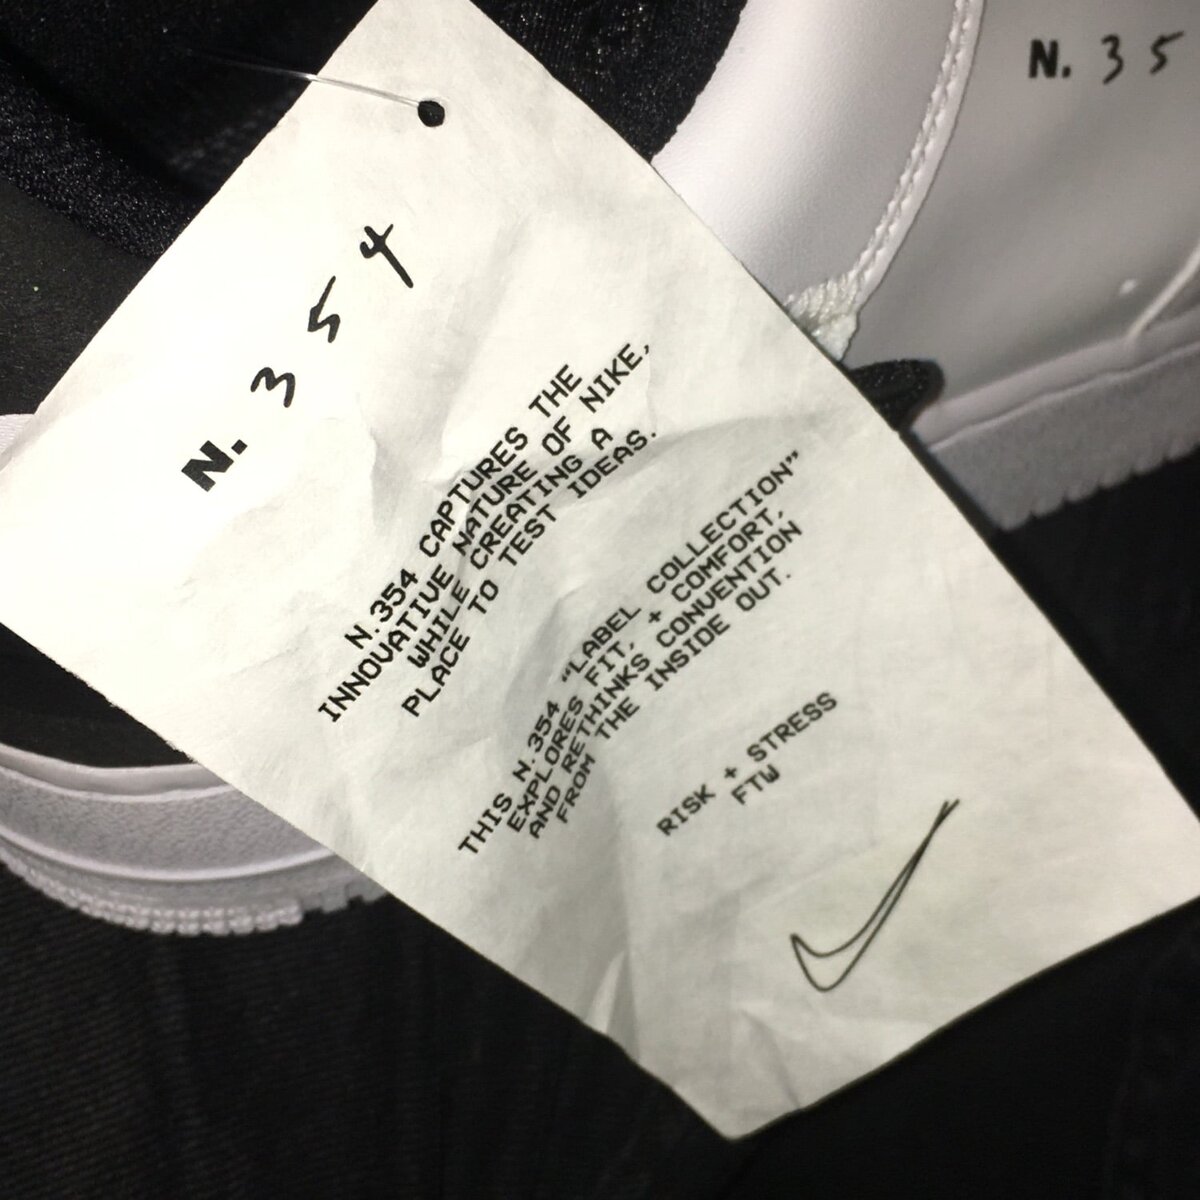 N. 35
N. 354
N.354 CAPTURES THE
INNOVATIVE NATURE OF NIKE,
WHILE CREATING A
PLACE TO TEST IDEAS.
THIS N.354 “LABEL COLLECTION”
EXPLORES FIT, + COMFORT,
AND RETHINKS CONVENTION
FROM THE INSIDE OUT.
RISK + STRESS
FTW